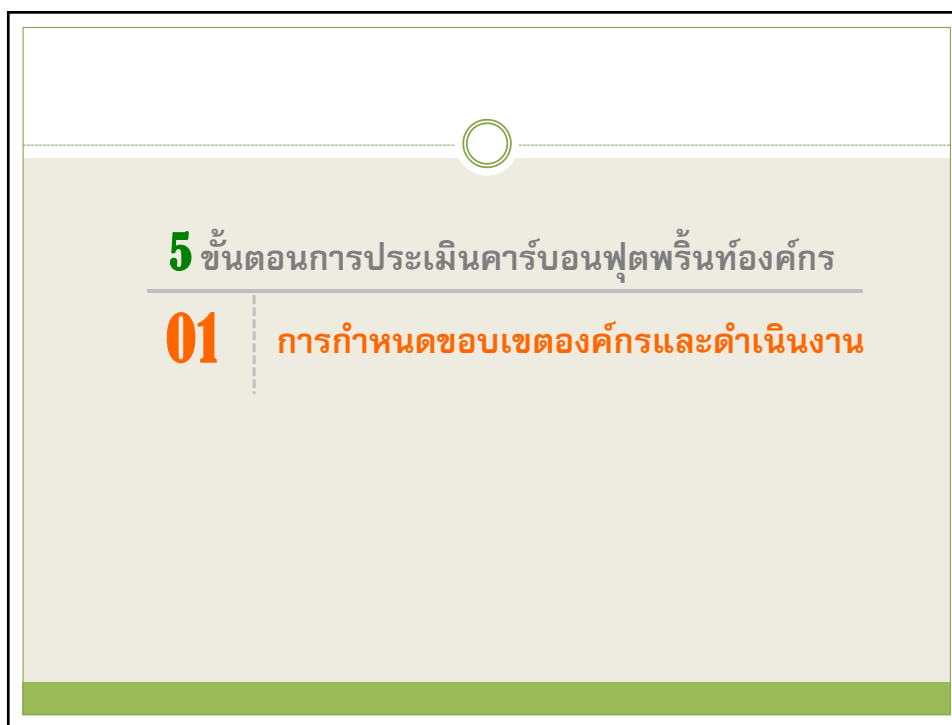 5 ขั้นตอนการประเมินคาร์บอนฟุตพริ้นท์องค์กร
01 การกำหนดขอบเขตองค์กรและดำเนินงาน